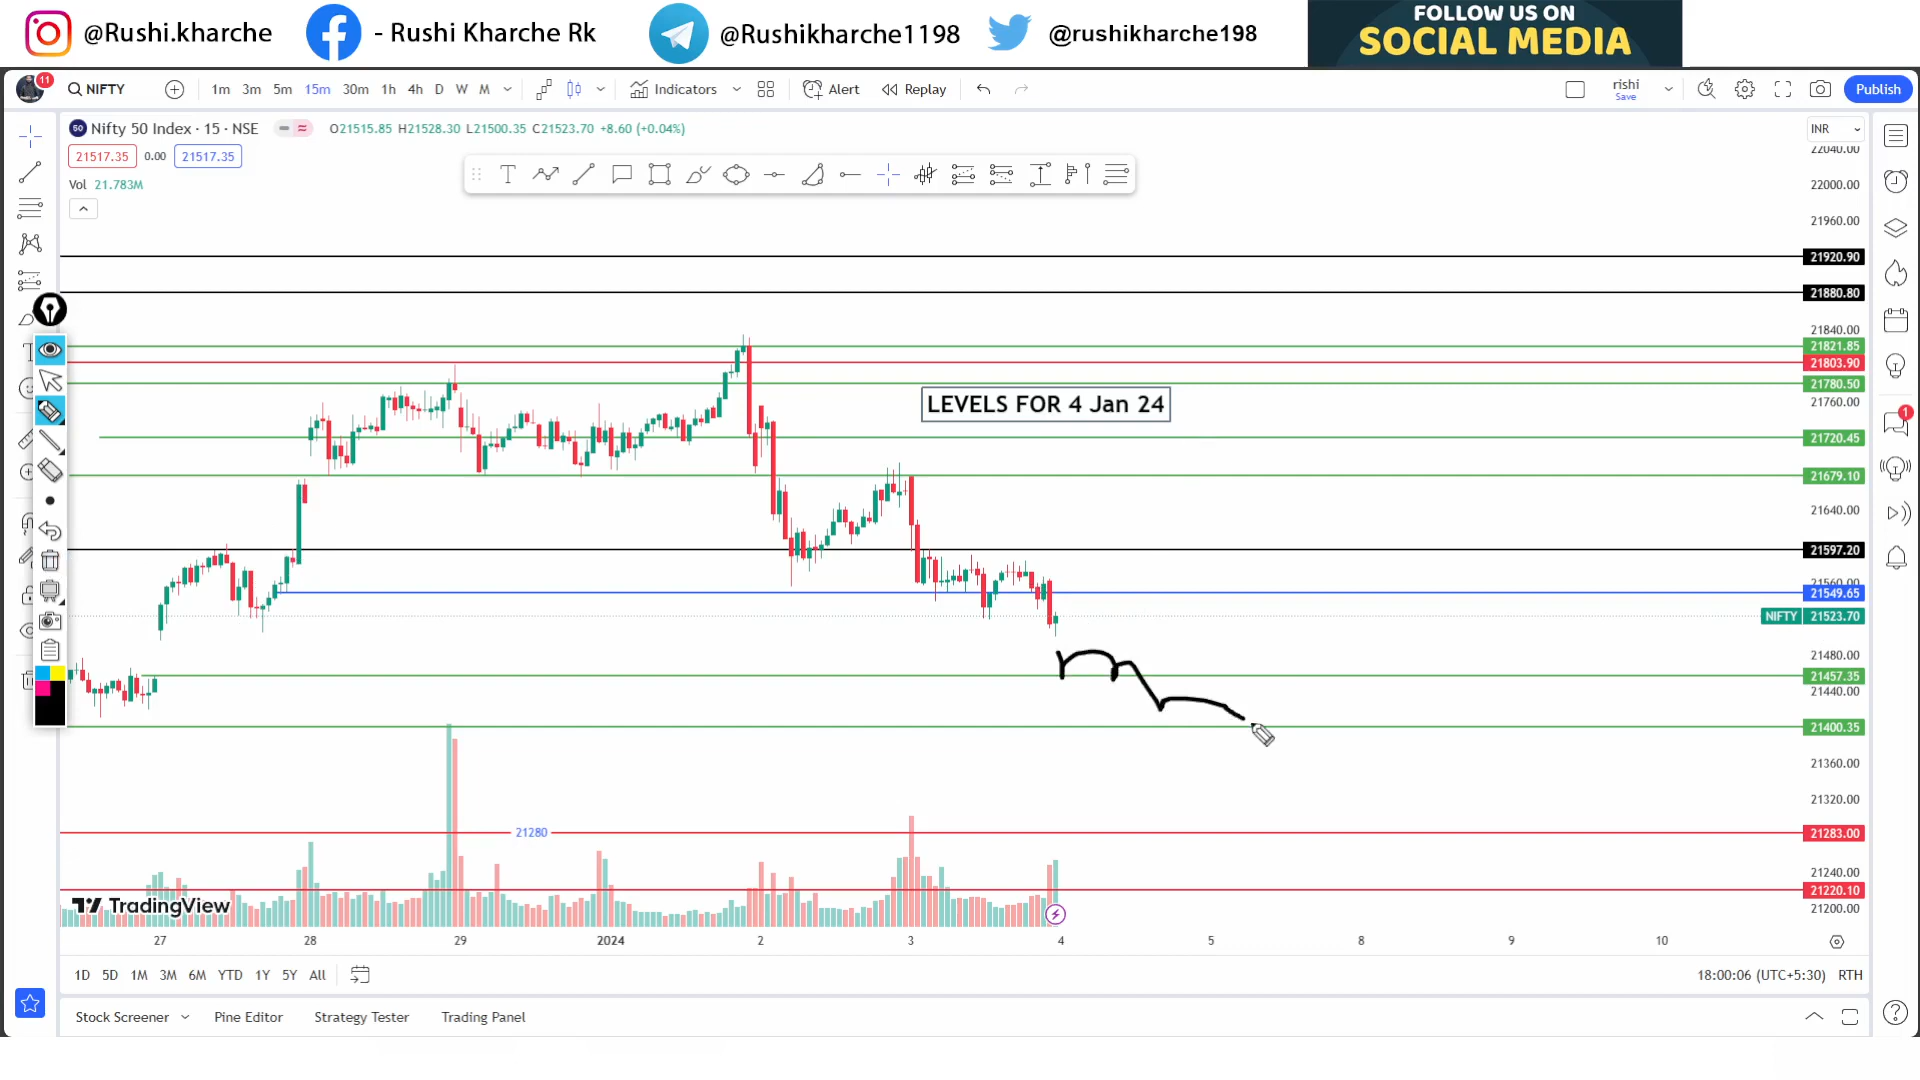 @Rushi.kharche
- Rushi Kharche Rk
@Rushikharche1198
@rushikharche198
FOLLOW US ON
SOCIAL MEDIA
11
NIFTY
1m 3m 5m 15m 30m 1h 4h D W M
Indicators
Alert
Replay
rishi
Save
Publish
50 Nifty 50 Index · 15 · NSE
O21515.85 H21528.30 L21500.35 C21523.70 +8.60 (+0.04%)
INR
21517.35 0.00 21517.35
Vol 21.783M
22040.00
22000.00
21960.00
21920.90
21880.80
21840.00
21821.85
21803.90
21780.50
21760.00
LEVELS FOR 4 Jan 24
21720.45
21679.10
21640.00
21597.20
21560.00
21549.65
NIFTY 21523.70
21480.00
21457.35
21440.00
21400.35
21360.00
21320.00
21280
21283.00
21240.00
21220.10
21200.00
TradingView
27 28 29 2024 2 3 4 5 8 9 10
1D 5D 1M 3M 6M YTD 1Y 5Y All
18:00:06 (UTC+5:30) RTH
Stock Screener Pine Editor Strategy Tester Trading Panel
1